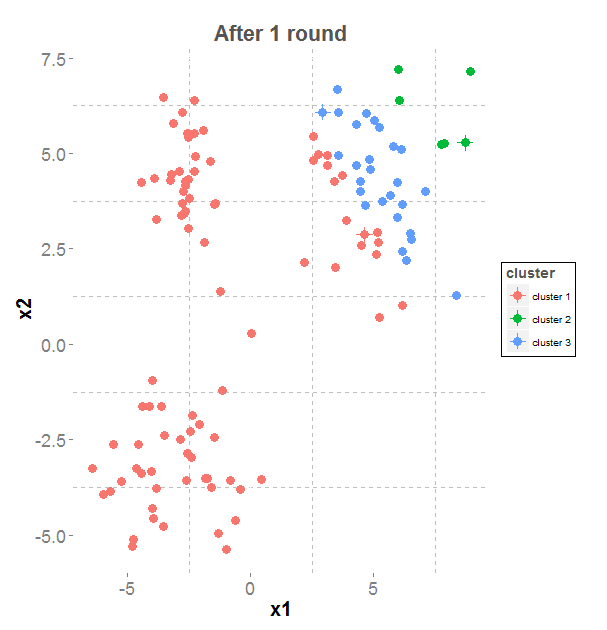 After 1 round
7.5
5.0
2.5
0.0
-2.5
-5.0
x2
-5
0
5
x1
cluster
cluster 1
cluster 2
cluster 3